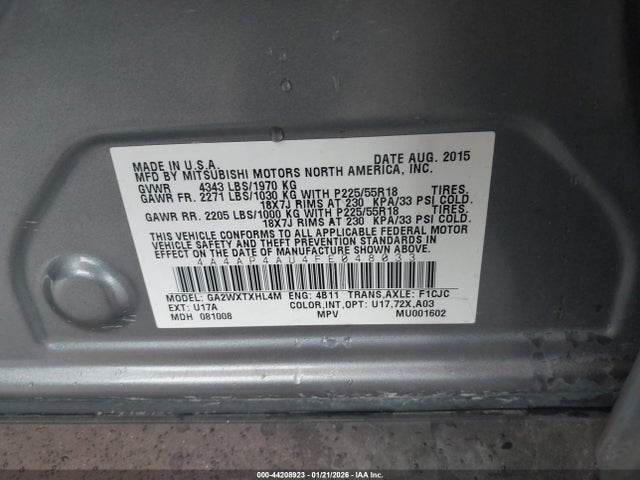 MADE IN U.S.A. DATE AUG. 2015
MFD BY MITSUBISHI MOTORS NORTH AMERICA, INC.
GVWR 4343 LBS/1970 KG
GAWR FR. 2271 LBS/1030 KG WITH P225/55R18 TIRES,
18X7J RIMS AT 230 KPA/33 PSI COLD.
GAWR RR. 2205 LBS/1000 KG WITH P225/55R18 TIRES,
18X7J RIMS AT 230 KPA/33 PSI COLD.
THIS VEHICLE CONFORMS TO ALL APPLICABLE FEDERAL MOTOR
VEHICLE SAFETY AND THEFT PREVENTION STANDARDS IN
EFFECT ON THE DATE OF MANUFACTURE SHOWN ABOVE.
4A4AP4AU4FE048033
MODEL: GA2WXTXHL4M ENG: 4B11 TRANS,AXLE: F1CJC
EXT: U17A COLOR,INT,OPT: U17,72X,A03
MDH 081008 MPV MU001602
000-44208923 - 01/21/2026 - IAA Corp.